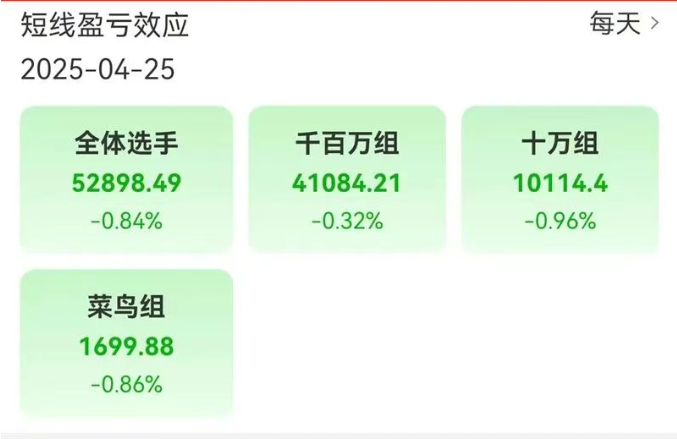 短线盈亏效应
每天
2025-04-25
全体选手
52898.49
-0.84%
千百万组
41084.21
-0.32%
十万组
10114.4
-0.96%
菜鸟组
1699.88
-0.86%